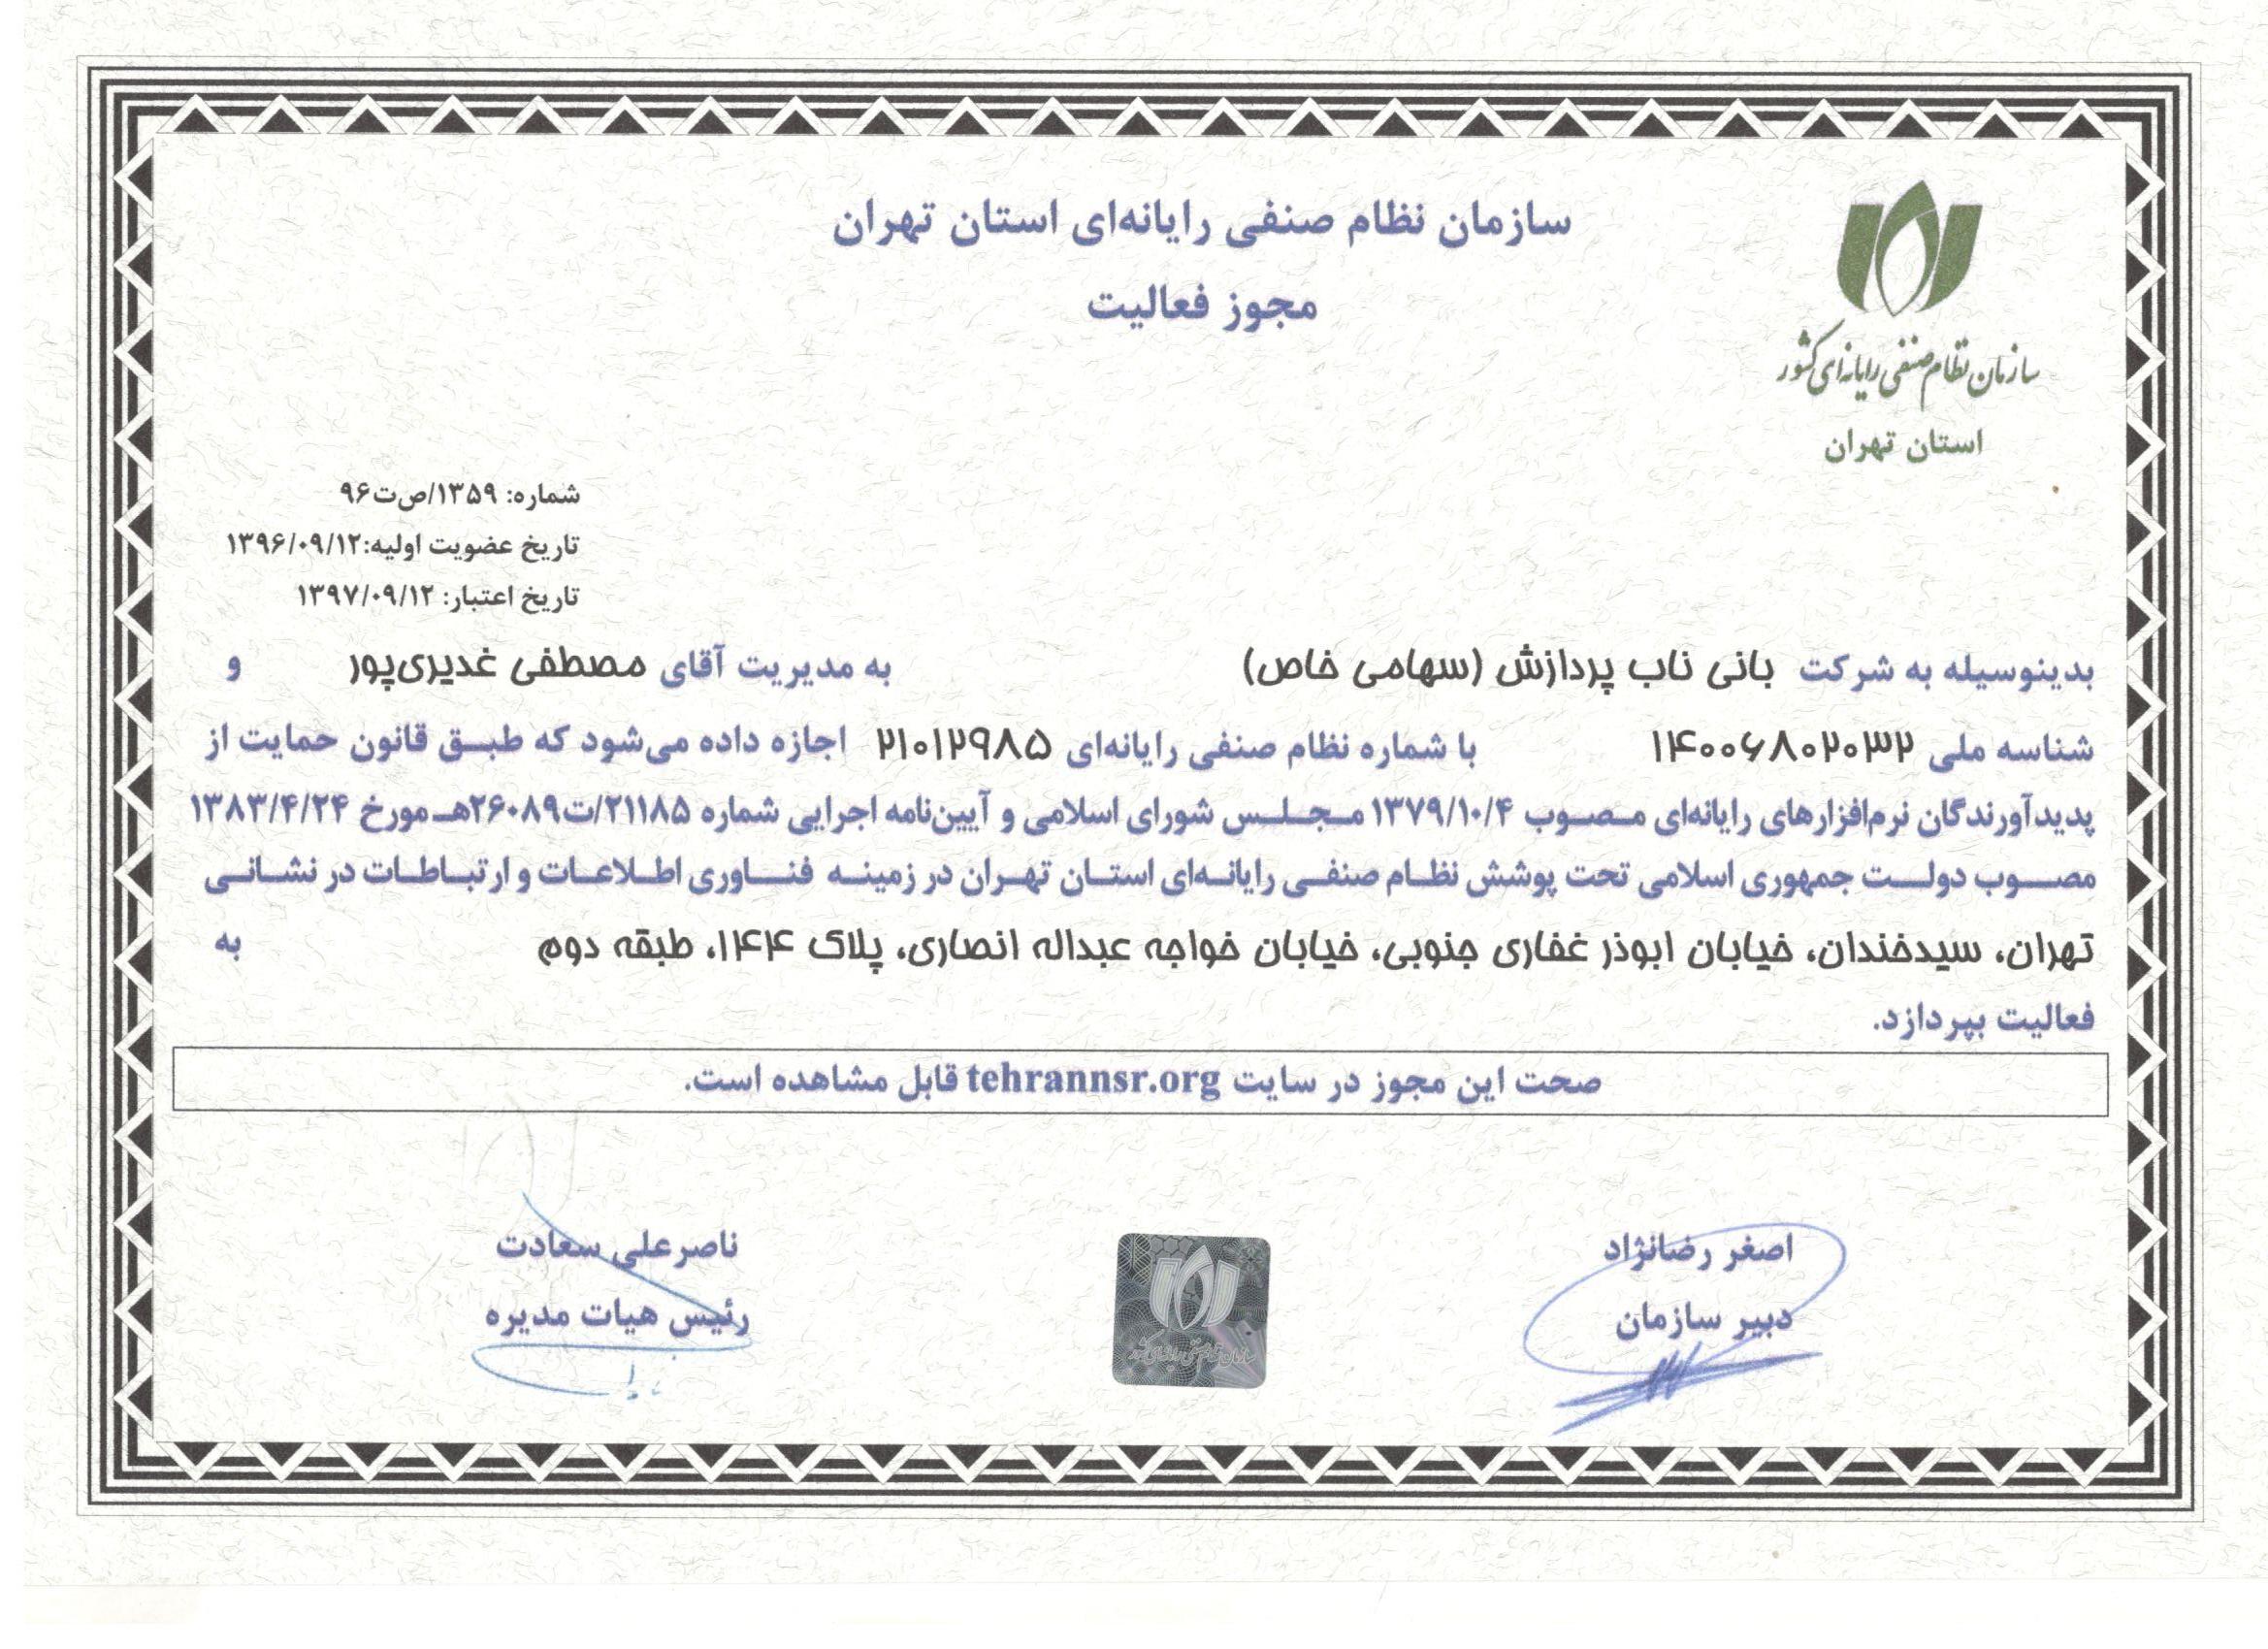 سازمان نظام صنفی رایانه‌ای استان تهران
مجوز فعالیت
سازمان نظام صنفی رایانه‌ای کشور
استان تهران
شماره: ۱۳۵۹/ص‌ت۹۶
تاریخ عضویت اولیه:۱۳۹۶/۰۹/۱۲
تاریخ اعتبار: ۱۳۹۷/۰۹/۱۲
بدینوسیله به شرکت بانی ناب پردازش (سهامی خاص) به مدیریت آقای مصطفی غدیری‌پور و
شناسه ملی ۱۴۰۰۶۸۰۲۰۳۲ با شماره نظام صنفی رایانه‌ای ۲۱۰۱۲۹۸۵ اجازه داده می‌شود که طبق قانون حمایت از
پدیدآورندگان نرم‌افزارهای رایانه‌ای مصوب ۱۳۷۹/۱۰/۴ مجلس شورای اسلامی و آیین‌نامه اجرایی شماره ۲۱۱۸۵/ت۲۶۰۸۹هـ مورخ ۱۳۸۳/۴/۲۴
مصوب دولت جمهوری اسلامی تحت پوشش نظام صنفی رایانه‌ای استان تهران در زمینه فناوری اطلاعات و ارتباطات در نشانی
تهران، سیدخندان، خیابان ابوذر غفاری جنوبی، خیابان خواجه عبداله انصاری، پلاک ۱۴۴، طبقه دوم به
فعالیت بپردازد.
صحت این مجوز در سایت tehrannsr.org قابل مشاهده است.
اصغر رضانژاد
دبیر سازمان
سازمان نظام صنفی رایانه‌ای کشور
ناصرعلی سعادت
رئیس هیات مدیره